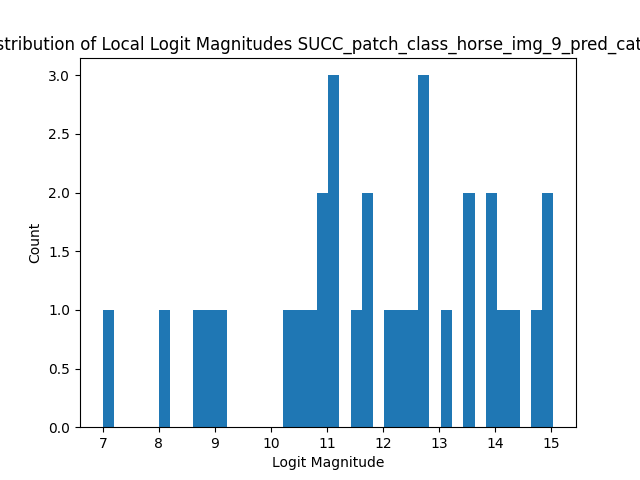 stribution of Local Logit Magnitudes SUCC_patch_class_horse_img_9_pred_cat
3.0
2.5
2.0
1.5
1.0
0.5
0.0
Count
7 8 9 10 11 12 13 14 15
Logit Magnitude